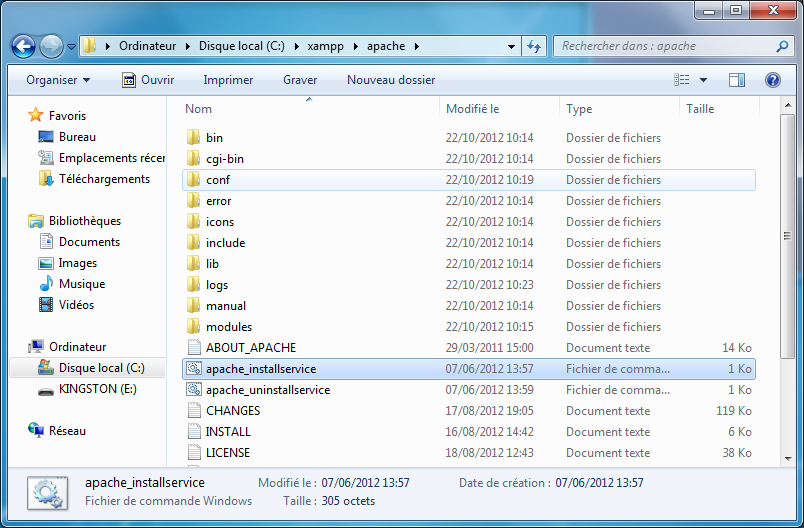 Ordinateur Disque local (C:) xampp apache Rechercher dans : apache
Organiser Ouvrir Imprimer Graver Nouveau dossier
Nom Modifié le Type Taille
Favoris
Bureau
Emplacements récer
Téléchargements
Bibliothèques
Documents
Images
Musique
Vidéos
Ordinateur
Disque local (C:)
KINGSTON (E:)
Réseau
bin 22/10/2012 10:14 Dossier de fichiers
cgi-bin 22/10/2012 10:14 Dossier de fichiers
conf 22/10/2012 10:19 Dossier de fichiers
error 22/10/2012 10:14 Dossier de fichiers
icons 22/10/2012 10:14 Dossier de fichiers
include 22/10/2012 10:14 Dossier de fichiers
lib 22/10/2012 10:14 Dossier de fichiers
logs 22/10/2012 10:23 Dossier de fichiers
manual 22/10/2012 10:14 Dossier de fichiers
modules 22/10/2012 10:15 Dossier de fichiers
ABOUT_APACHE 29/03/2011 15:00 Document texte 14 Ko
apache_installservice 07/06/2012 13:57 Fichier de comma... 1 Ko
apache_uninstallservice 07/06/2012 13:59 Fichier de comma... 1 Ko
CHANGES 17/08/2012 19:05 Document texte 119 Ko
INSTALL 16/08/2012 14:42 Document texte 6 Ko
LICENSE 18/08/2012 12:43 Document texte 38 Ko
apache_installservice Modifié le : 07/06/2012 13:57 Date de création : 07/06/2012 13:57
Fichier de commande Windows Taille : 305 octets